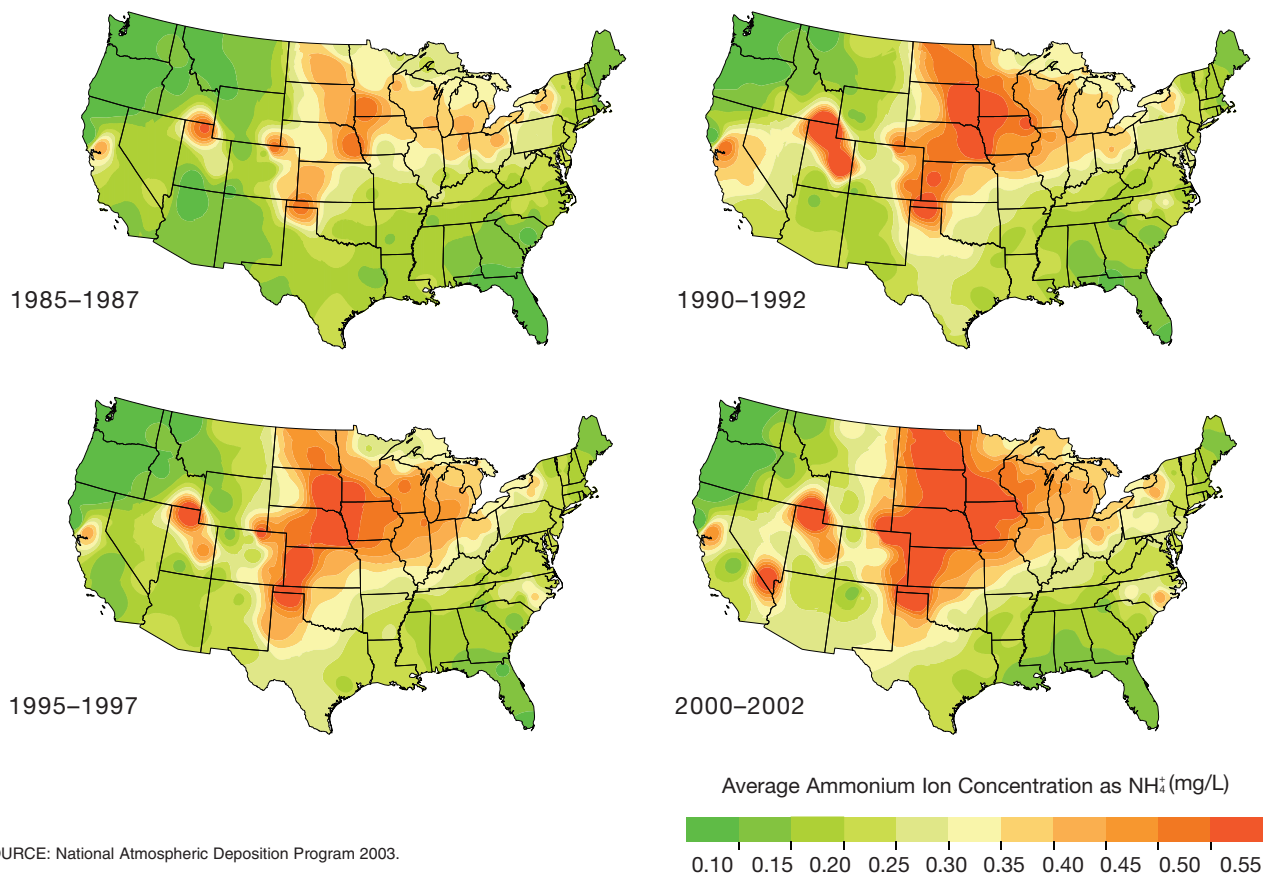 1985–1987
1990–1992
1995–1997
2000–2002
Average Ammonium Ion Concentration as NH₄⁺ (mg/L)
0.10 0.15 0.20 0.25 0.30 0.35 0.40 0.45 0.50 0.55
OURCE: National Atmospheric Deposition Program 2003.